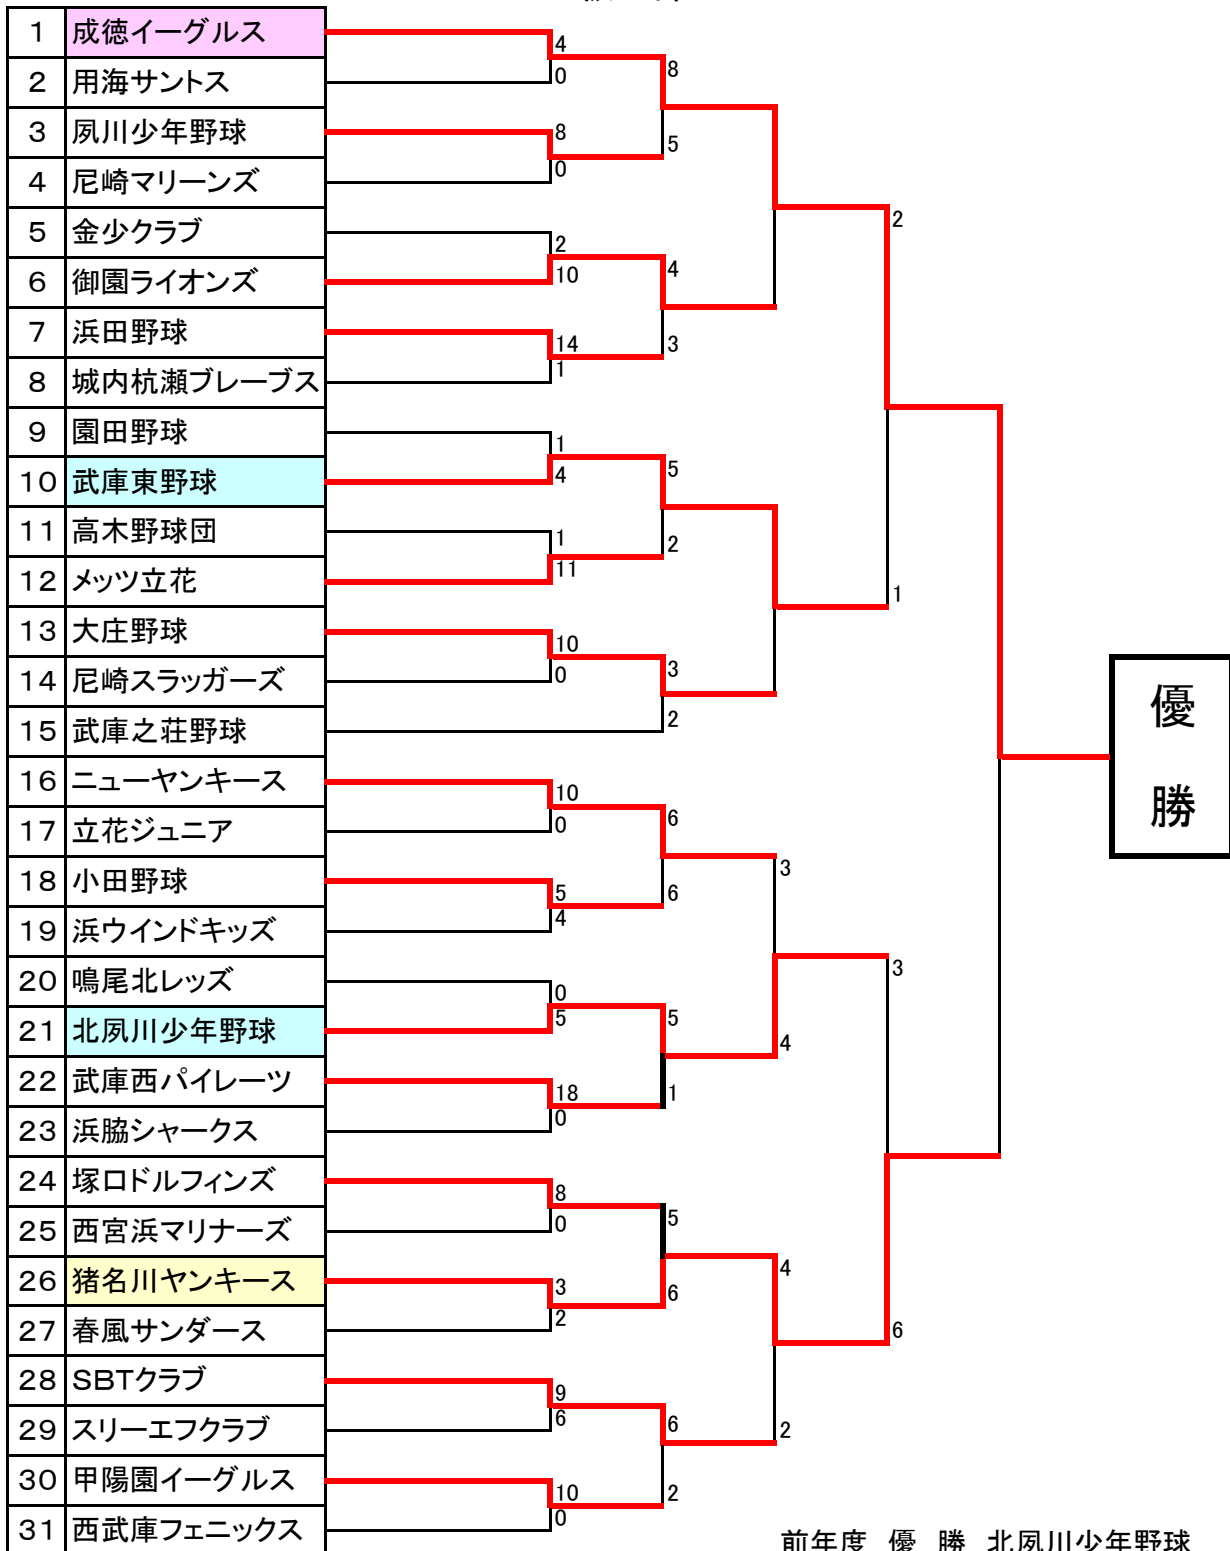 1 成徳イーグルス
2 用海サントス
3 夙川少年野球
4 尼崎マリーンズ
5 金少クラブ
6 御園ライオンズ
7 浜田野球
8 城内杭瀬ブレーブス
9 園田野球
10 武庫東野球
11 高木野球団
12 メッツ立花
13 大庄野球
14 尼崎スラッガーズ
15 武庫之荘野球
16 ニューヤンキース
17 立花ジュニア
18 小田野球
19 浜ウインドキッズ
20 鳴尾北レッズ
21 北夙川少年野球
22 武庫西パイレーツ
23 浜脇シャークス
24 塚口ドルフィンズ
25 西宮浜マリナーズ
26 猪名川ヤンキース
27 春風サンダース
28 SBTクラブ
29 スリーエフクラブ
30 甲陽園イーグルス
31 西武庫フェニックス
4
0
8
0
2
10
14
1
1
4
1
11
10
0
10
0
5
4
0
5
18
0
8
0
3
2
9
6
10
0
8
5
4
3
5
2
3
2
6
6
5
1
5
6
6
2
3
4
4
2
2
1
3
6
優
勝
前年度 優 勝 北夙川少年野球